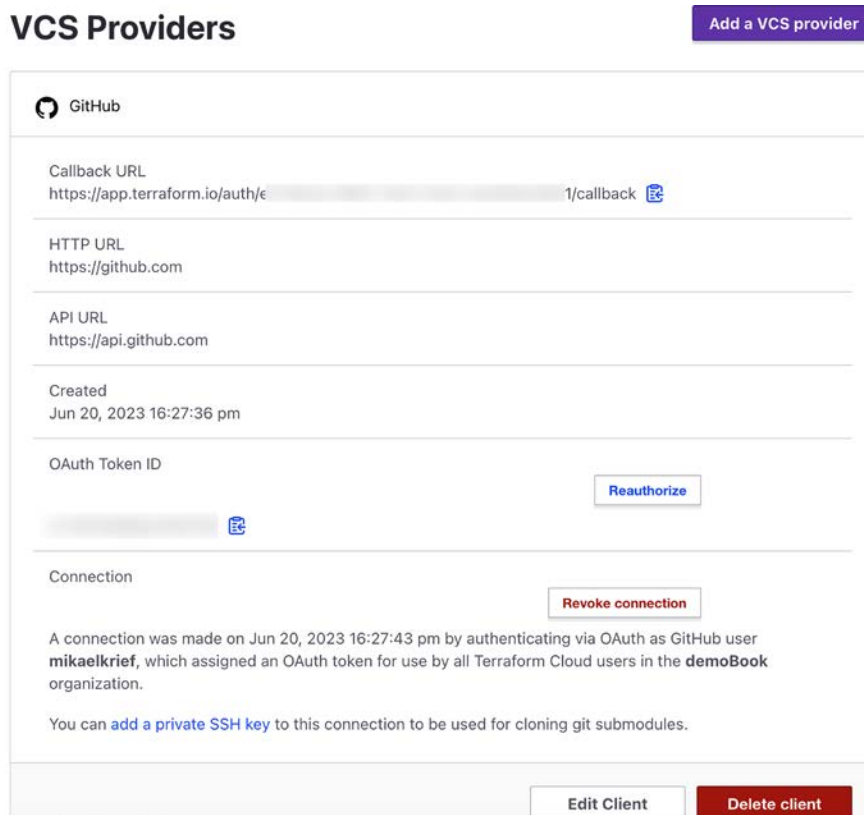 VCS Providers
Add a VCS provider
GitHub
Callback URL
https://app.terraform.io/auth/e 1/callback
HTTP URL
https://github.com
API URL
https://api.github.com
Created
Jun 20, 2023 16:27:36 pm
OAuth Token ID
Reauthorize
Connection
Revoke connection
A connection was made on Jun 20, 2023 16:27:43 pm by authenticating via OAuth as GitHub user
mikaelkrief, which assigned an OAuth token for use by all Terraform Cloud users in the demoBook
organization.
You can add a private SSH key to this connection to be used for cloning git submodules.
Edit Client
Delete client